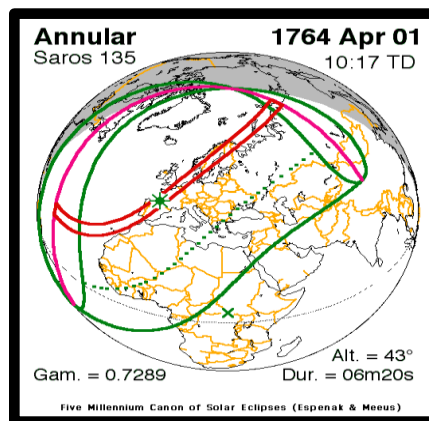 Annular 1764 Apr 01
Saros 135 10:17 TD
Alt. = 43°
Gam. = 0.7289 Dur. = 06m20s
Five Millennium Canon of Solar Eclipses (Espenak & Meeus)